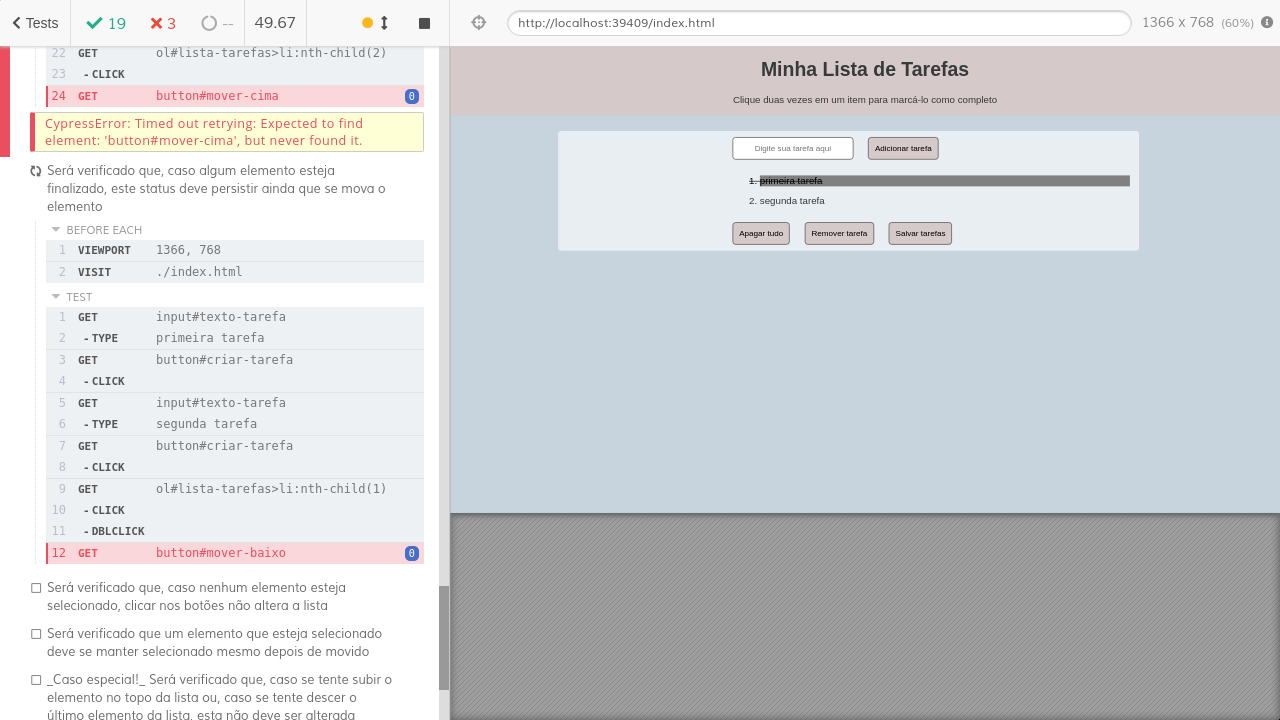 Tests 19 3 -- 49.67
22 GET ol#lista-tarefas>li:nth-child(2)
23 -CLICK
24 GET button#mover-cima 0
CypressError: Timed out retrying: Expected to find
element: 'button#mover-cima', but never found it.
Será verificado que, caso algum elemento esteja
finalizado, este status deve persistir ainda que se mova o
elemento
BEFORE EACH
1 VIEWPORT 1366, 768
2 VISIT ./index.html
TEST
1 GET input#texto-tarefa
2 -TYPE primeira tarefa
3 GET button#criar-tarefa
4 -CLICK
5 GET input#texto-tarefa
6 -TYPE segunda tarefa
7 GET button#criar-tarefa
8 -CLICK
9 GET ol#lista-tarefas>li:nth-child(1)
10 -CLICK
11 -DBLCLICK
12 GET button#mover-baixo 0
Será verificado que, caso nenhum elemento esteja
selecionado, clicar nos botões não altera a lista
Será verificado que um elemento que esteja selecionado
deve se manter selecionado mesmo depois de movido
_Caso especial!_ Será verificado que, caso se tente subir o
elemento no topo da lista ou, caso se tente descer o
último elemento da lista, esta não deve ser alterada
http://localhost:39409/index.html 1366 x 768 (60%)
Minha Lista de Tarefas
Clique duas vezes em um item para marcá-lo como completo
Digite sua tarefa aqui Adicionar tarefa
1. primeira tarefa
2. segunda tarefa
Apagar tudo Remover tarefa Salvar tarefas